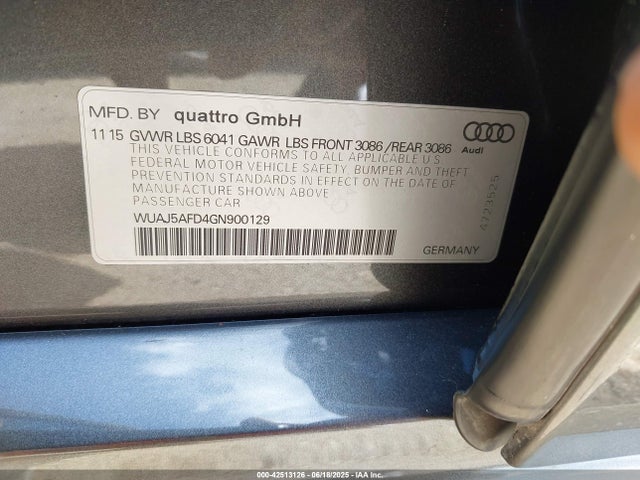 MFD. BY quattro GmbH
11 15 GVWR LBS 6041 GAWR LBS FRONT 3086 /REAR 3086
THIS VEHICLE CONFORMS TO ALL APPLICABLE U S
FEDERAL MOTOR VEHICLE SAFETY, BUMPER AND THEFT
PREVENTION STANDARDS IN EFFECT ON THE DATE OF
MANUFACTURE SHOWN ABOVE
PASSENGER CAR
WUAJ5AFD4GN900129
Audi
4723525
GERMANY
000-42513126 - 06/18/2025 - IAA Inc.